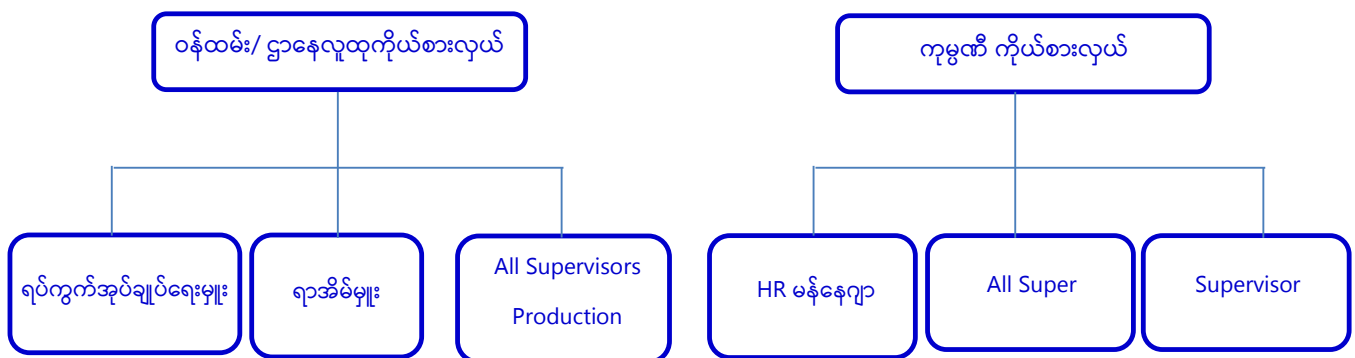 ဝန်ထမ်း/ ဌာနေလူထုကိုယ်စားလှယ်
ကုမ္ပဏီ ကိုယ်စားလှယ်
ရပ်ကွက်အုပ်ချုပ်ရေးမှူး
ရာအိမ်မှူး
All Supervisors
Production
HR မန်နေဂျာ
All Super
Supervisor